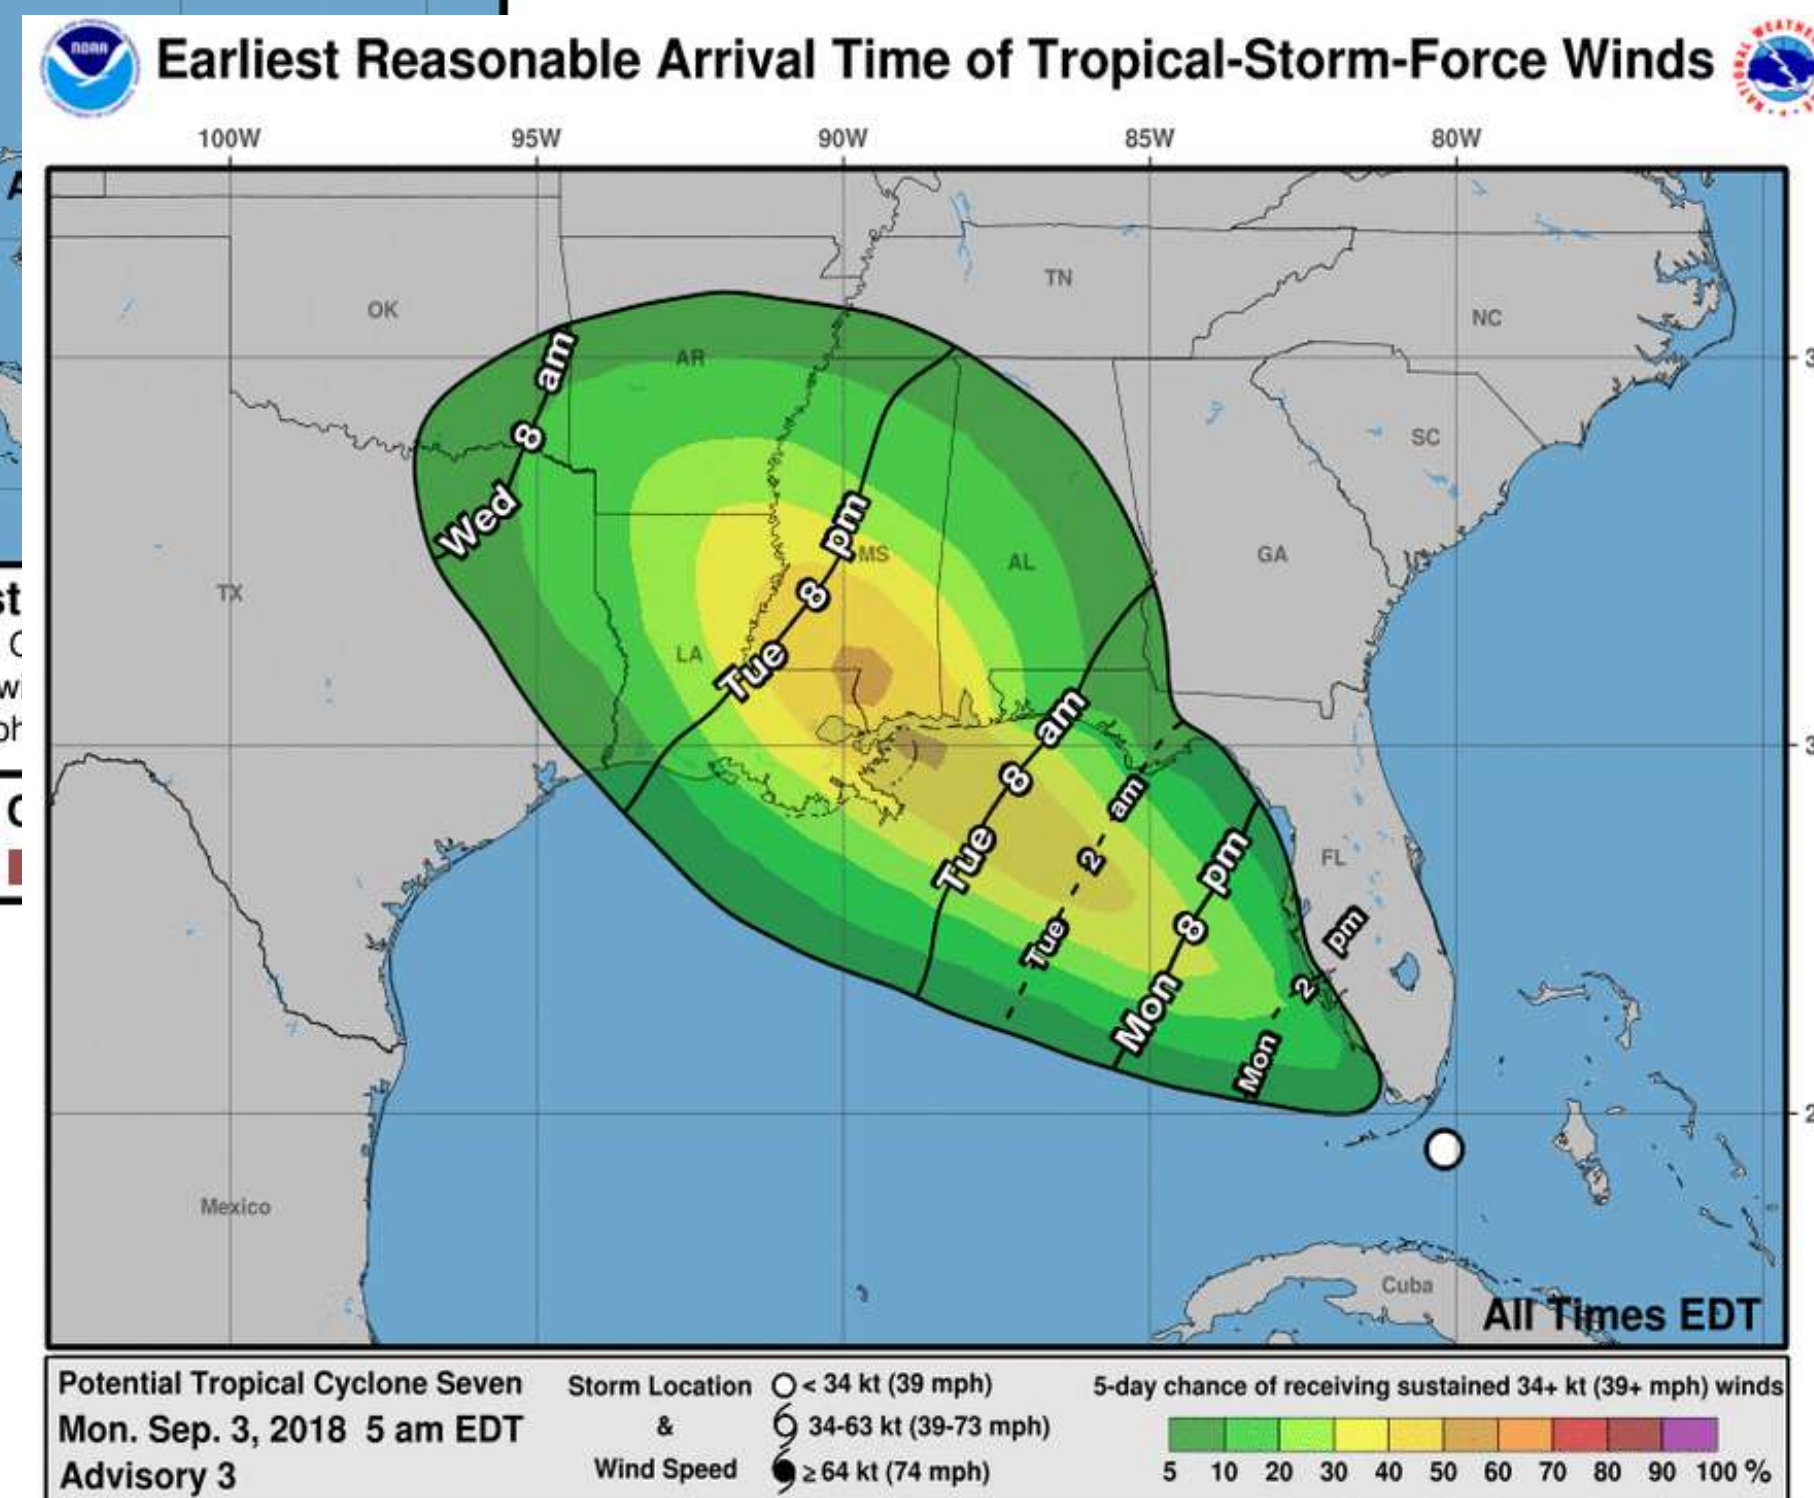 Earliest Reasonable Arrival Time of Tropical-Storm-Force Winds
NOAA
100W 95W 90W 85W 80W
OK
AR
TN
NC
SC
TX
LA
MS
AL
GA
FL
Mexico
Cuba
Wed 8 am
Tue 8 pm
Tue 8 am
Tue 2 am
Mon 8 pm
Mon 2 pm
All Times EDT
Potential Tropical Cyclone Seven
Mon. Sep. 3, 2018 5 am EDT
Advisory 3
Storm Location
&
Wind Speed
< 34 kt (39 mph)
34-63 kt (39-73 mph)
≥ 64 kt (74 mph)
5-day chance of receiving sustained 34+ kt (39+ mph) winds
5 10 20 30 40 50 60 70 80 90 100 %